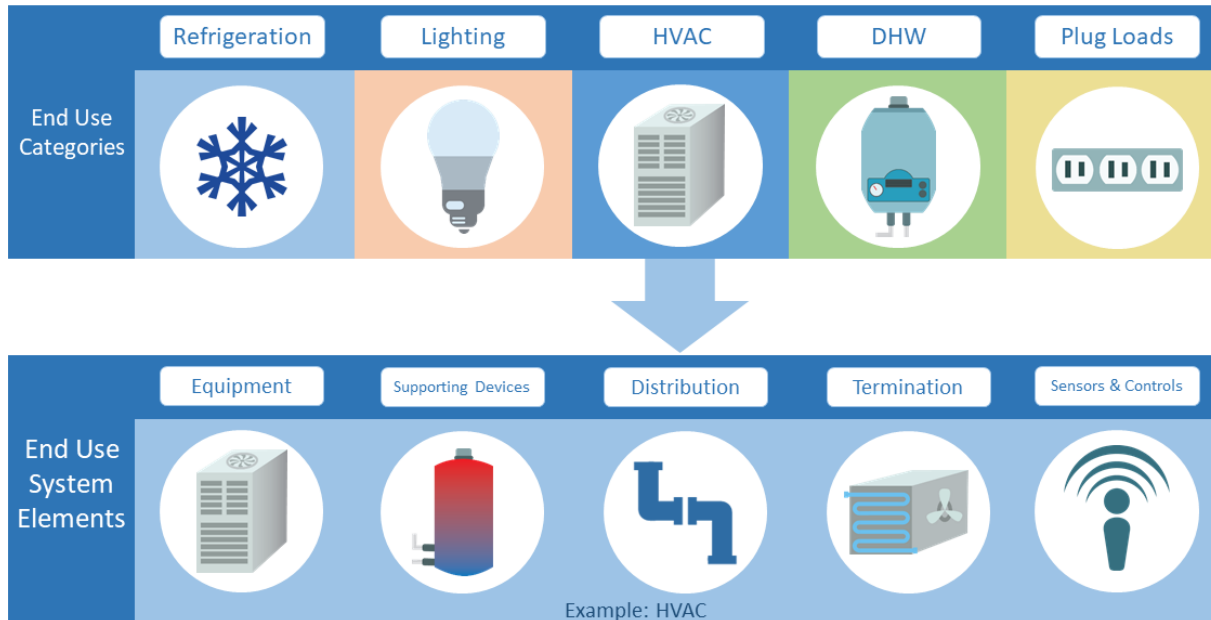 Refrigeration
Lighting
HVAC
DHW
Plug Loads
End Use
Categories
Equipment
Supporting Devices
Distribution
Termination
Sensors & Controls
End Use
System
Elements
Example: HVAC